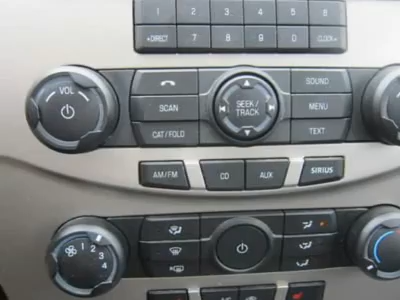 1 2 3 4 5 6
DIRECT 7 8 9 0 CLOCK
VOL
SOUND
SCAN
SEEK/
TRACK
MENU
CAT/FOLD
TEXT
AM/FM CD AUX SIRIUS
1
2
3
4